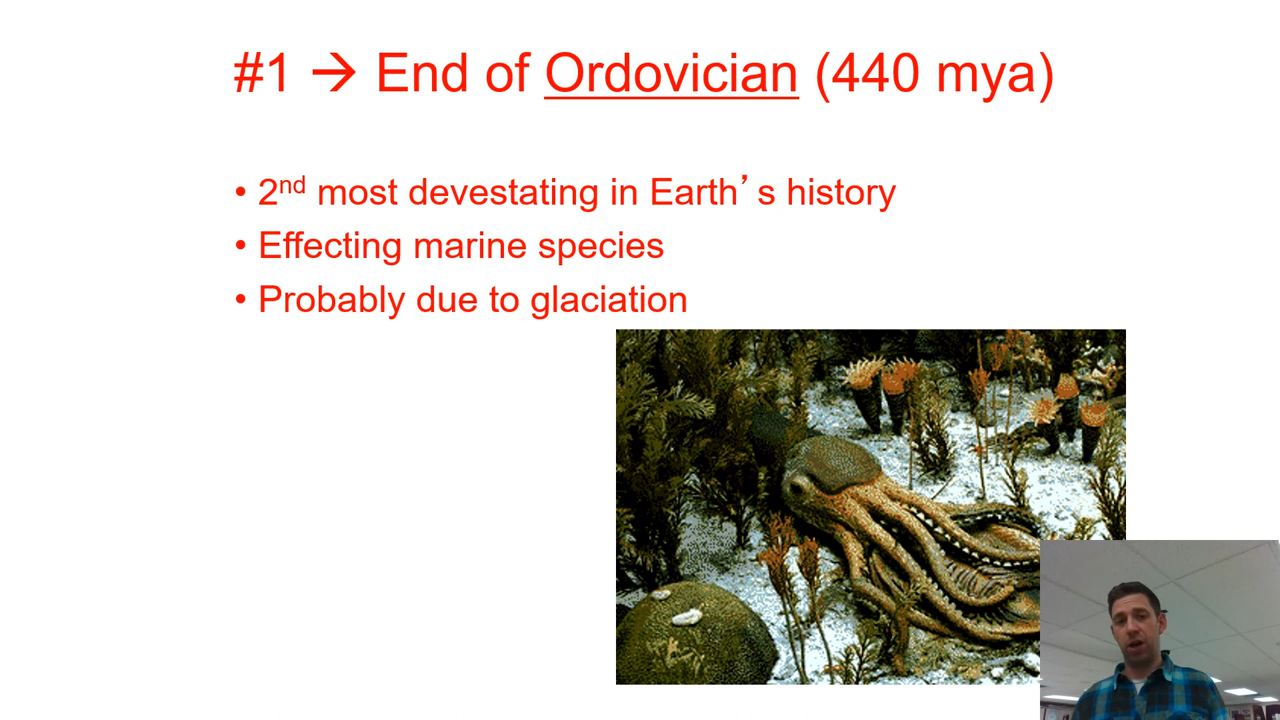 #1 → End of Ordovician (440 mya)
• 2nd most devestating in Earth’s history
• Effecting marine species
• Probably due to glaciation